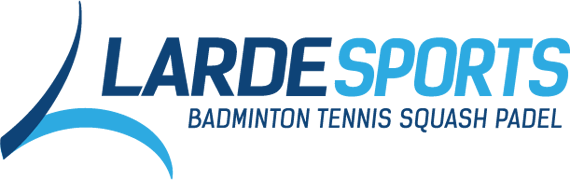 LARDESPORTS
BADMINTON TENNIS SQUASH PADEL